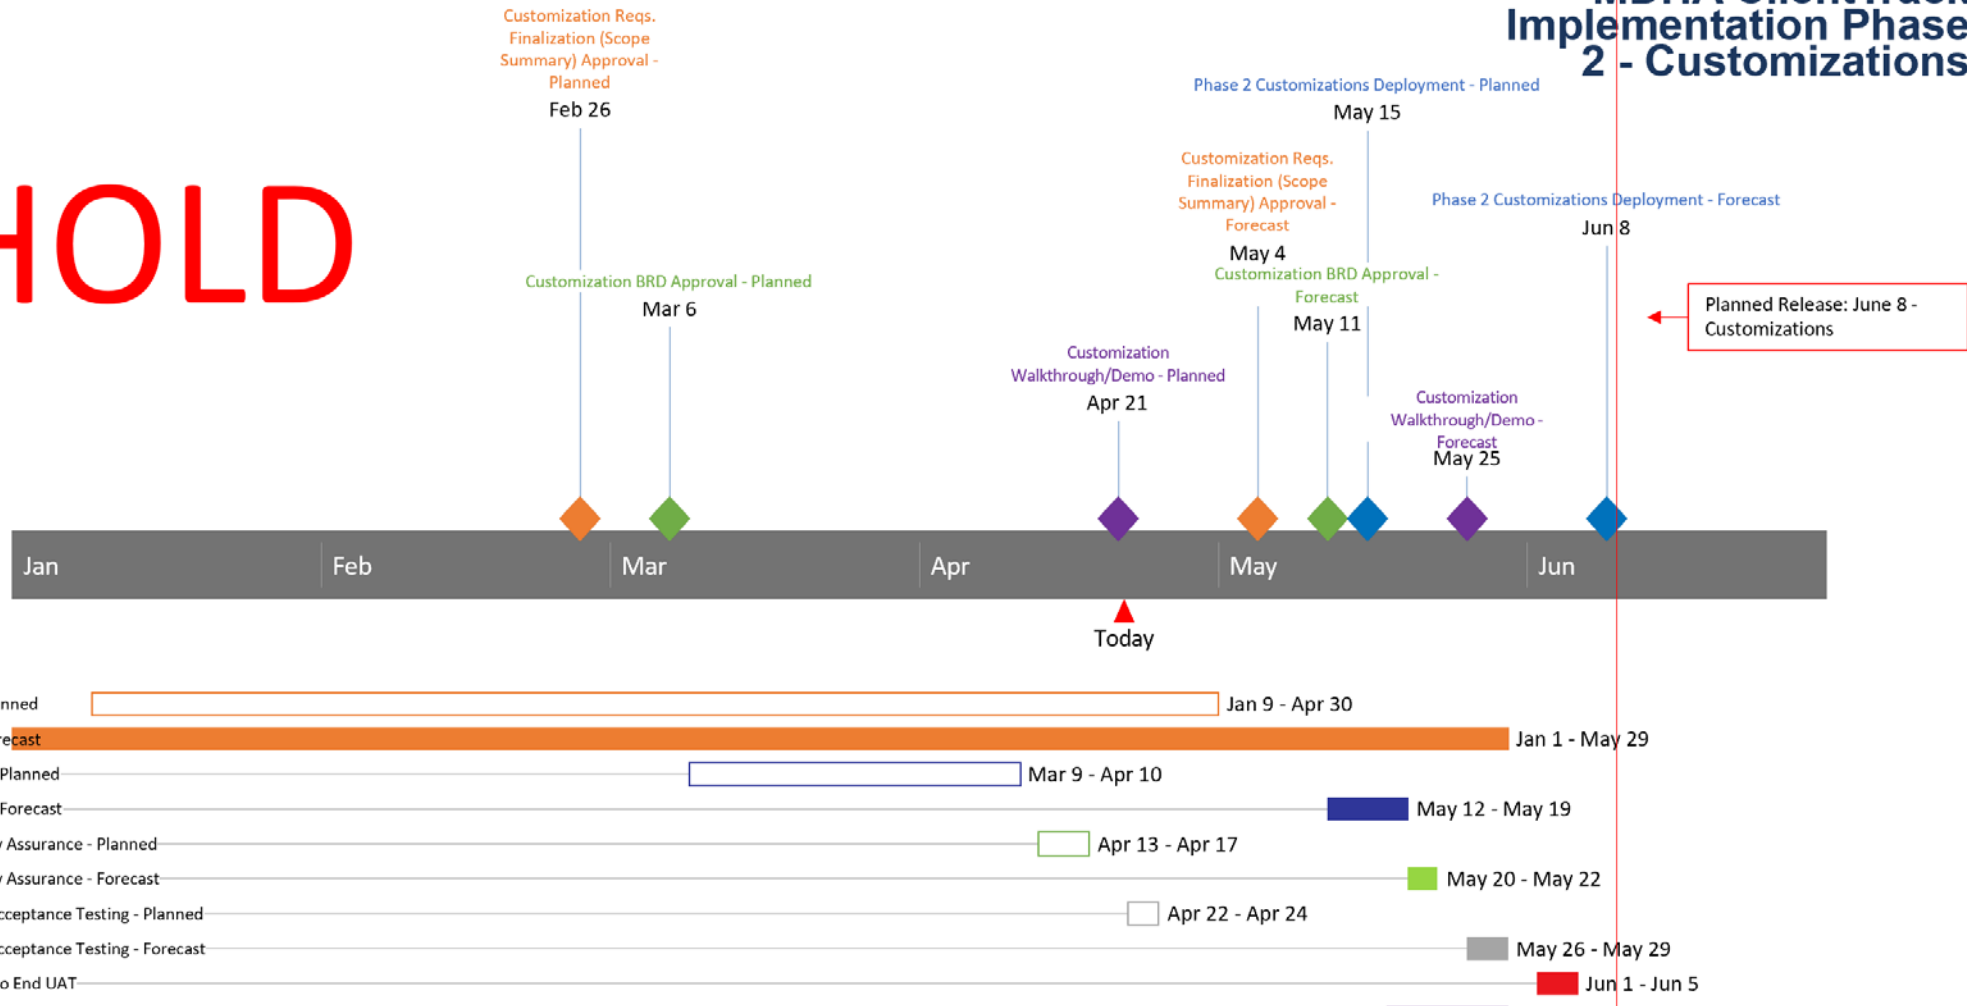 Implementation Phase
2 - Customizations
Customization Reqs.
Finalization (Scope
Summary) Approval -
Planned
Feb 26
Phase 2 Customizations Deployment - Planned
May 15
Customization Reqs.
Finalization (Scope
Summary) Approval -
Forecast
May 4
Phase 2 Customizations Deployment - Forecast
Jun 8
HOLD
Customization BRD Approval - Planned
Mar 6
Customization BRD Approval -
Forecast
May 11
Planned Release: June 8 -
Customizations
Customization
Walkthrough/Demo - Planned
Apr 21
Customization
Walkthrough/Demo -
Forecast
May 25
Jan Feb Mar Apr May Jun
Today
Jan 9 - Apr 30
Jan 1 - May 29
Planned Mar 9 - Apr 10
Forecast May 12 - May 19
Assurance - Planned Apr 13 - Apr 17
Assurance - Forecast May 20 - May 22
Testing - Planned Apr 22 - Apr 24
Testing - Forecast May 26 - May 29
End UAT Jun 1 - Jun 5